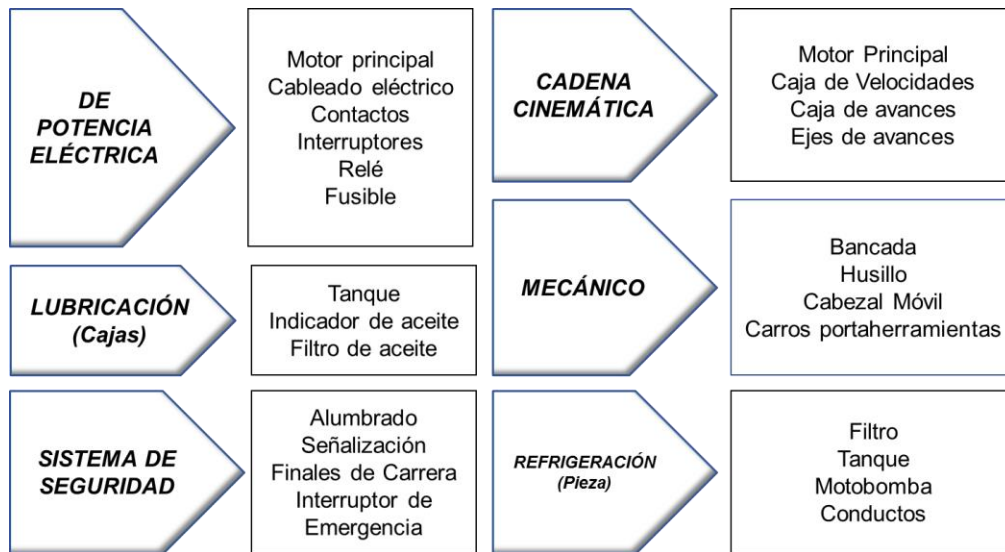 DE
POTENCIA
ELÉCTRICA
Motor principal
Cableado eléctrico
Contactos
Interruptores
Relé
Fusible
CADENA
CINEMÁTICA
Motor Principal
Caja de Velocidades
Caja de avances
Ejes de avances
LUBRICACIÓN
(Cajas)
Tanque
Indicador de aceite
Filtro de aceite
MECÁNICO
Bancada
Husillo
Cabezal Móvil
Carros portaherramientas
SISTEMA DE
SEGURIDAD
Alumbrado
Señalización
Finales de Carrera
Interruptor de
Emergencia
REFRIGERACIÓN
(Pieza)
Filtro
Tanque
Motobomba
Conductos